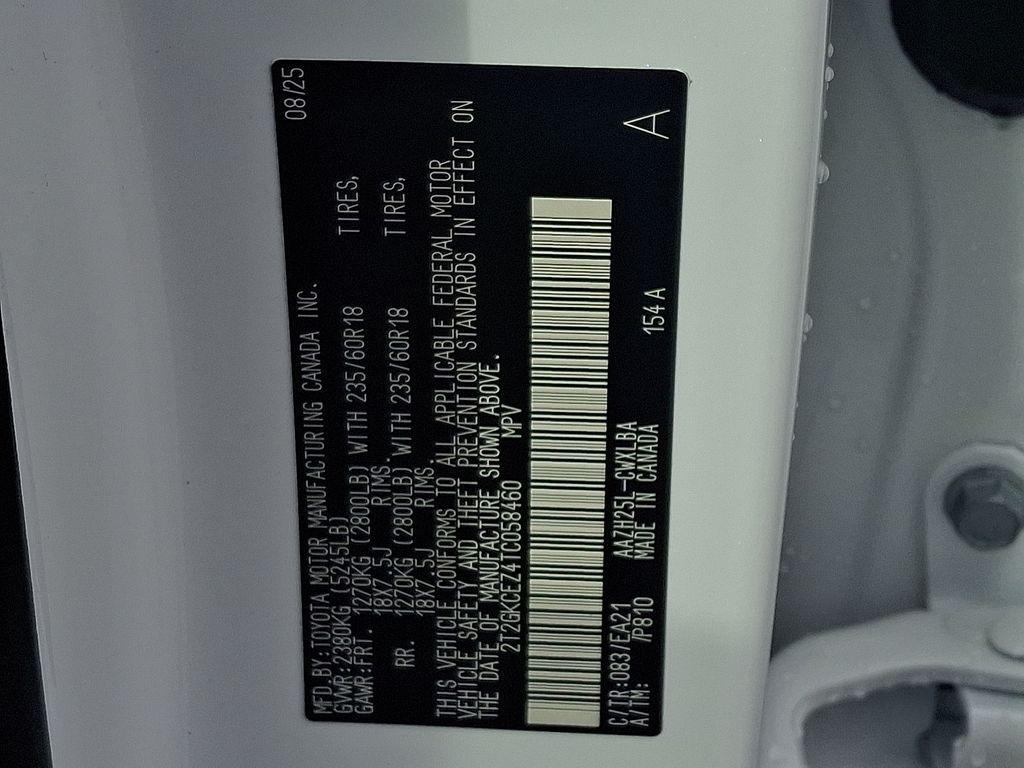 MFD.BY:TOYOTA MOTOR MANUFACTURING CANADA INC. 08/25
GVWR:2380KG (5245LB)
GAWR:FRT. 1270KG (2800LB) WITH 235/60R18 TIRES,
18X7.5J RIMS.
RR. 1270KG (2800LB) WITH 235/60R18 TIRES,
18X7.5J RIMS.
THIS VEHICLE CONFORMS TO ALL APPLICABLE FEDERAL MOTOR
VEHICLE SAFETY AND THEFT PREVENTION STANDARDS IN EFFECT ON
THE DATE OF MANUFACTURE SHOWN ABOVE.
2T2GKCEZ4TC058460 MPV
C/TR:083/EA21 AAZH25L-CWXLBA 154A A
A/TM: /P810 MADE IN CANADA